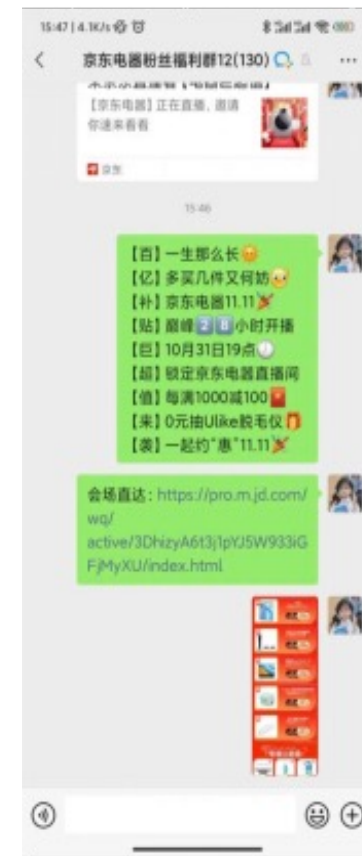 15:47 | 4.1K/s
京东电器粉丝福利群12(130)
【京东电器】正在直播，邀请
你速来看看
京东
15:46
【百】一生那么长
【亿】多买几件又何妨
【补】京东电器11.11
【贴】巅峰28小时开播
【巨】10月31日19点
【超】锁定京东电器直播间
【值】每满1000减100
【来】0元抽Ulike脱毛仪
【袭】一起约"惠"11.11
会场直达：https://pro.m.jd.com/
wq/
active/3DhizyA6t3j1pYJ5W933iG
FjMyXU/index.html